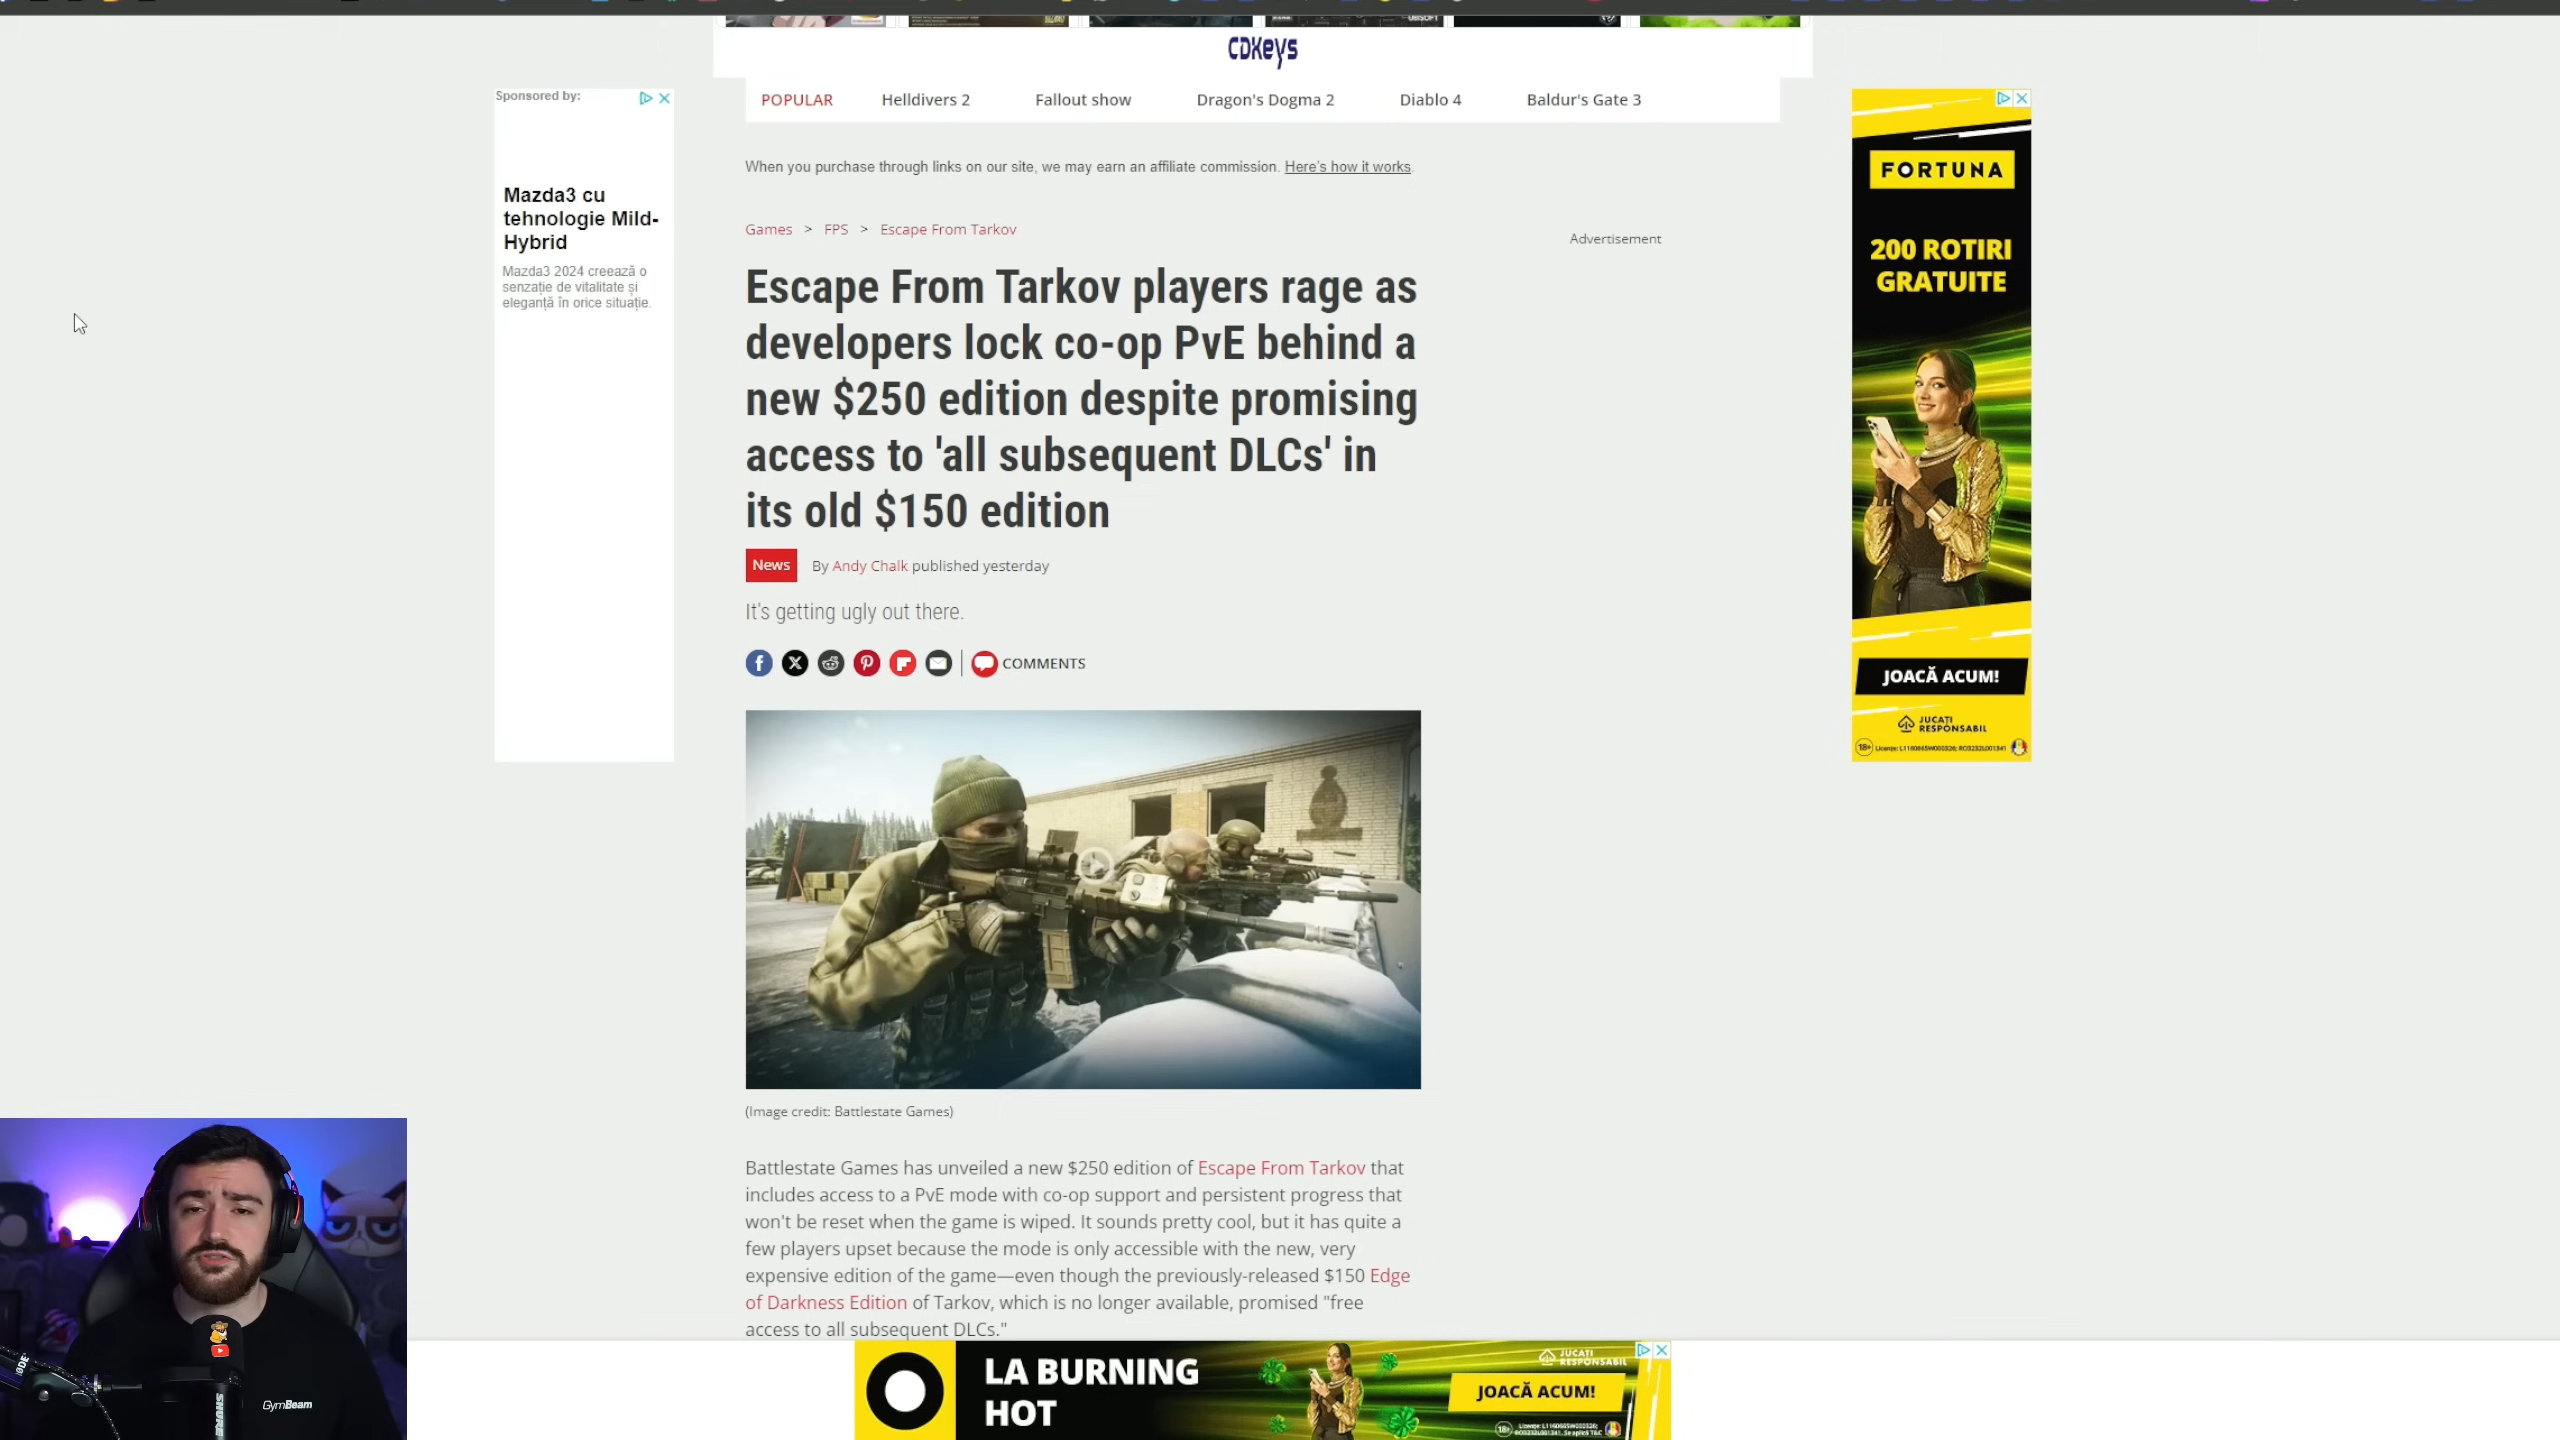 UBISOFT
CDKeys
POPULAR Helldivers 2 Fallout show Dragon's Dogma 2 Diablo 4 Baldur's Gate 3
When you purchase through links on our site, we may earn an affiliate commission. Here's how it works.
Games > FPS > Escape From Tarkov
Advertisement
Escape From Tarkov players rage as
developers lock co-op PvE behind a
new $250 edition despite promising
access to 'all subsequent DLCs' in
its old $150 edition
News By Andy Chalk published yesterday
It's getting ugly out there.
COMMENTS
(Image credit: Battlestate Games)
Battlestate Games has unveiled a new $250 edition of Escape From Tarkov that
includes access to a PvE mode with co-op support and persistent progress that
won't be reset when the game is wiped. It sounds pretty cool, but it has quite a
few players upset because the mode is only accessible with the new, very
expensive edition of the game—even though the previously-released $150 Edge
of Darkness Edition of Tarkov, which is no longer available, promised "free
access to all subsequent DLCs."
Sponsored by:
Mazda3 cu
tehnologie Mild-
Hybrid
Mazda3 2024 creează o
senzație de vitalitate și
eleganță în orice situație.
FORTUNA
200 ROTIRI
GRATUITE
JOACĂ ACUM!
JUCAȚI
RESPONSABIL
18+
LA BURNING
HOT
JUCAȚI
RESPONSABIL
JOACĂ ACUM!
18+
RODE
SHURE
GymBeam